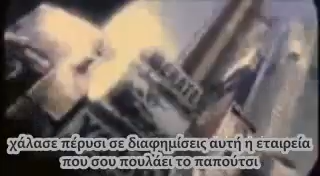 χάλασε πέρυσι σε διαφημίσεις αυτή η εταιρεία
που σου πουλάει το παπούτσι